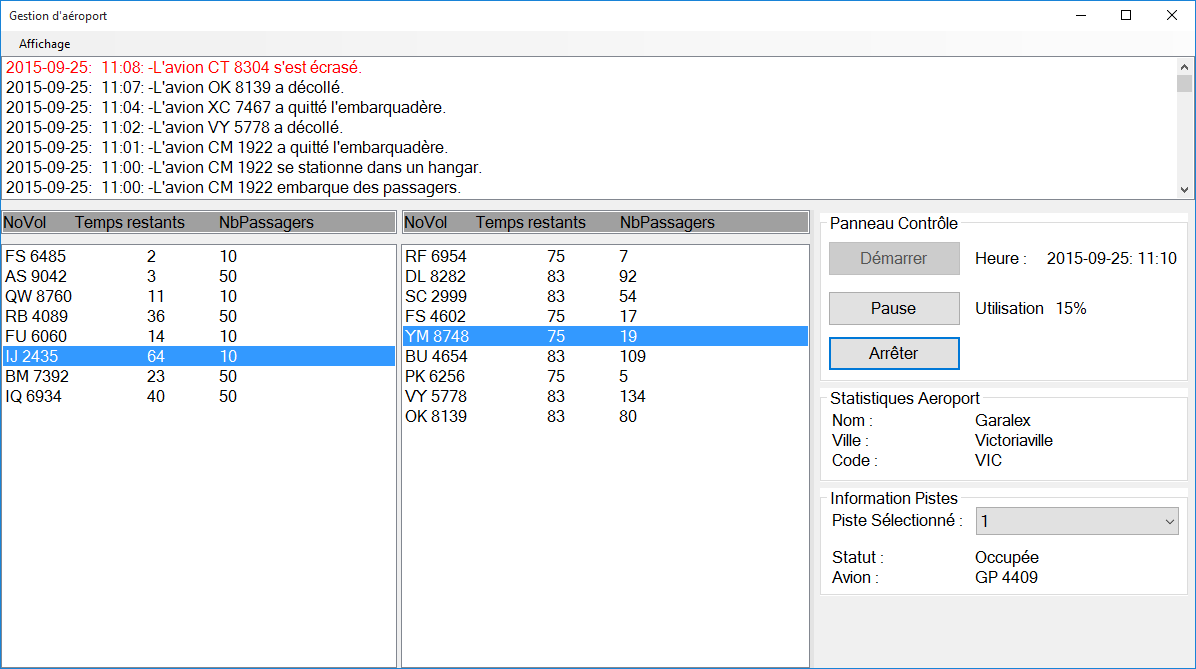 Gestion d'aéroport
Affichage
2015-09-25:  11:08: -L'avion CT 8304 s'est écrasé.
2015-09-25:  11:07: -L'avion OK 8139 a décollé.
2015-09-25:  11:04: -L'avion XC 7467 a quitté l'embarquadère.
2015-09-25:  11:02: -L'avion VY 5778 a décollé.
2015-09-25:  11:01: -L'avion CM 1922 a quitté l'embarquadère.
2015-09-25:  11:00: -L'avion CM 1922 se stationne dans un hangar.
2015-09-25:  11:00: -L'avion CM 1922 embarque des passagers.
NoVol Temps restants NbPassagers
FS 6485 2 10
AS 9042 3 50
QW 8760 11 10
RB 4089 36 50
FU 6060 14 10
IJ 2435 64 10
BM 7392 23 50
IQ 6934 40 50
NoVol Temps restants NbPassagers
RF 6954 75 7
DL 8282 83 92
SC 2999 83 54
FS 4602 75 17
YM 8748 75 19
BU 4654 83 109
PK 6256 75 5
VY 5778 83 134
OK 8139 83 80
Panneau Contrôle
Démarrer Heure : 2015-09-25: 11:10
Pause Utilisation 15%
Arrêter
Statistiques Aeroport
Nom : Garalex
Ville : Victoriaville
Code : VIC
Information Pistes
Piste Sélectionné : 1
Statut : Occupée
Avion : GP 4409